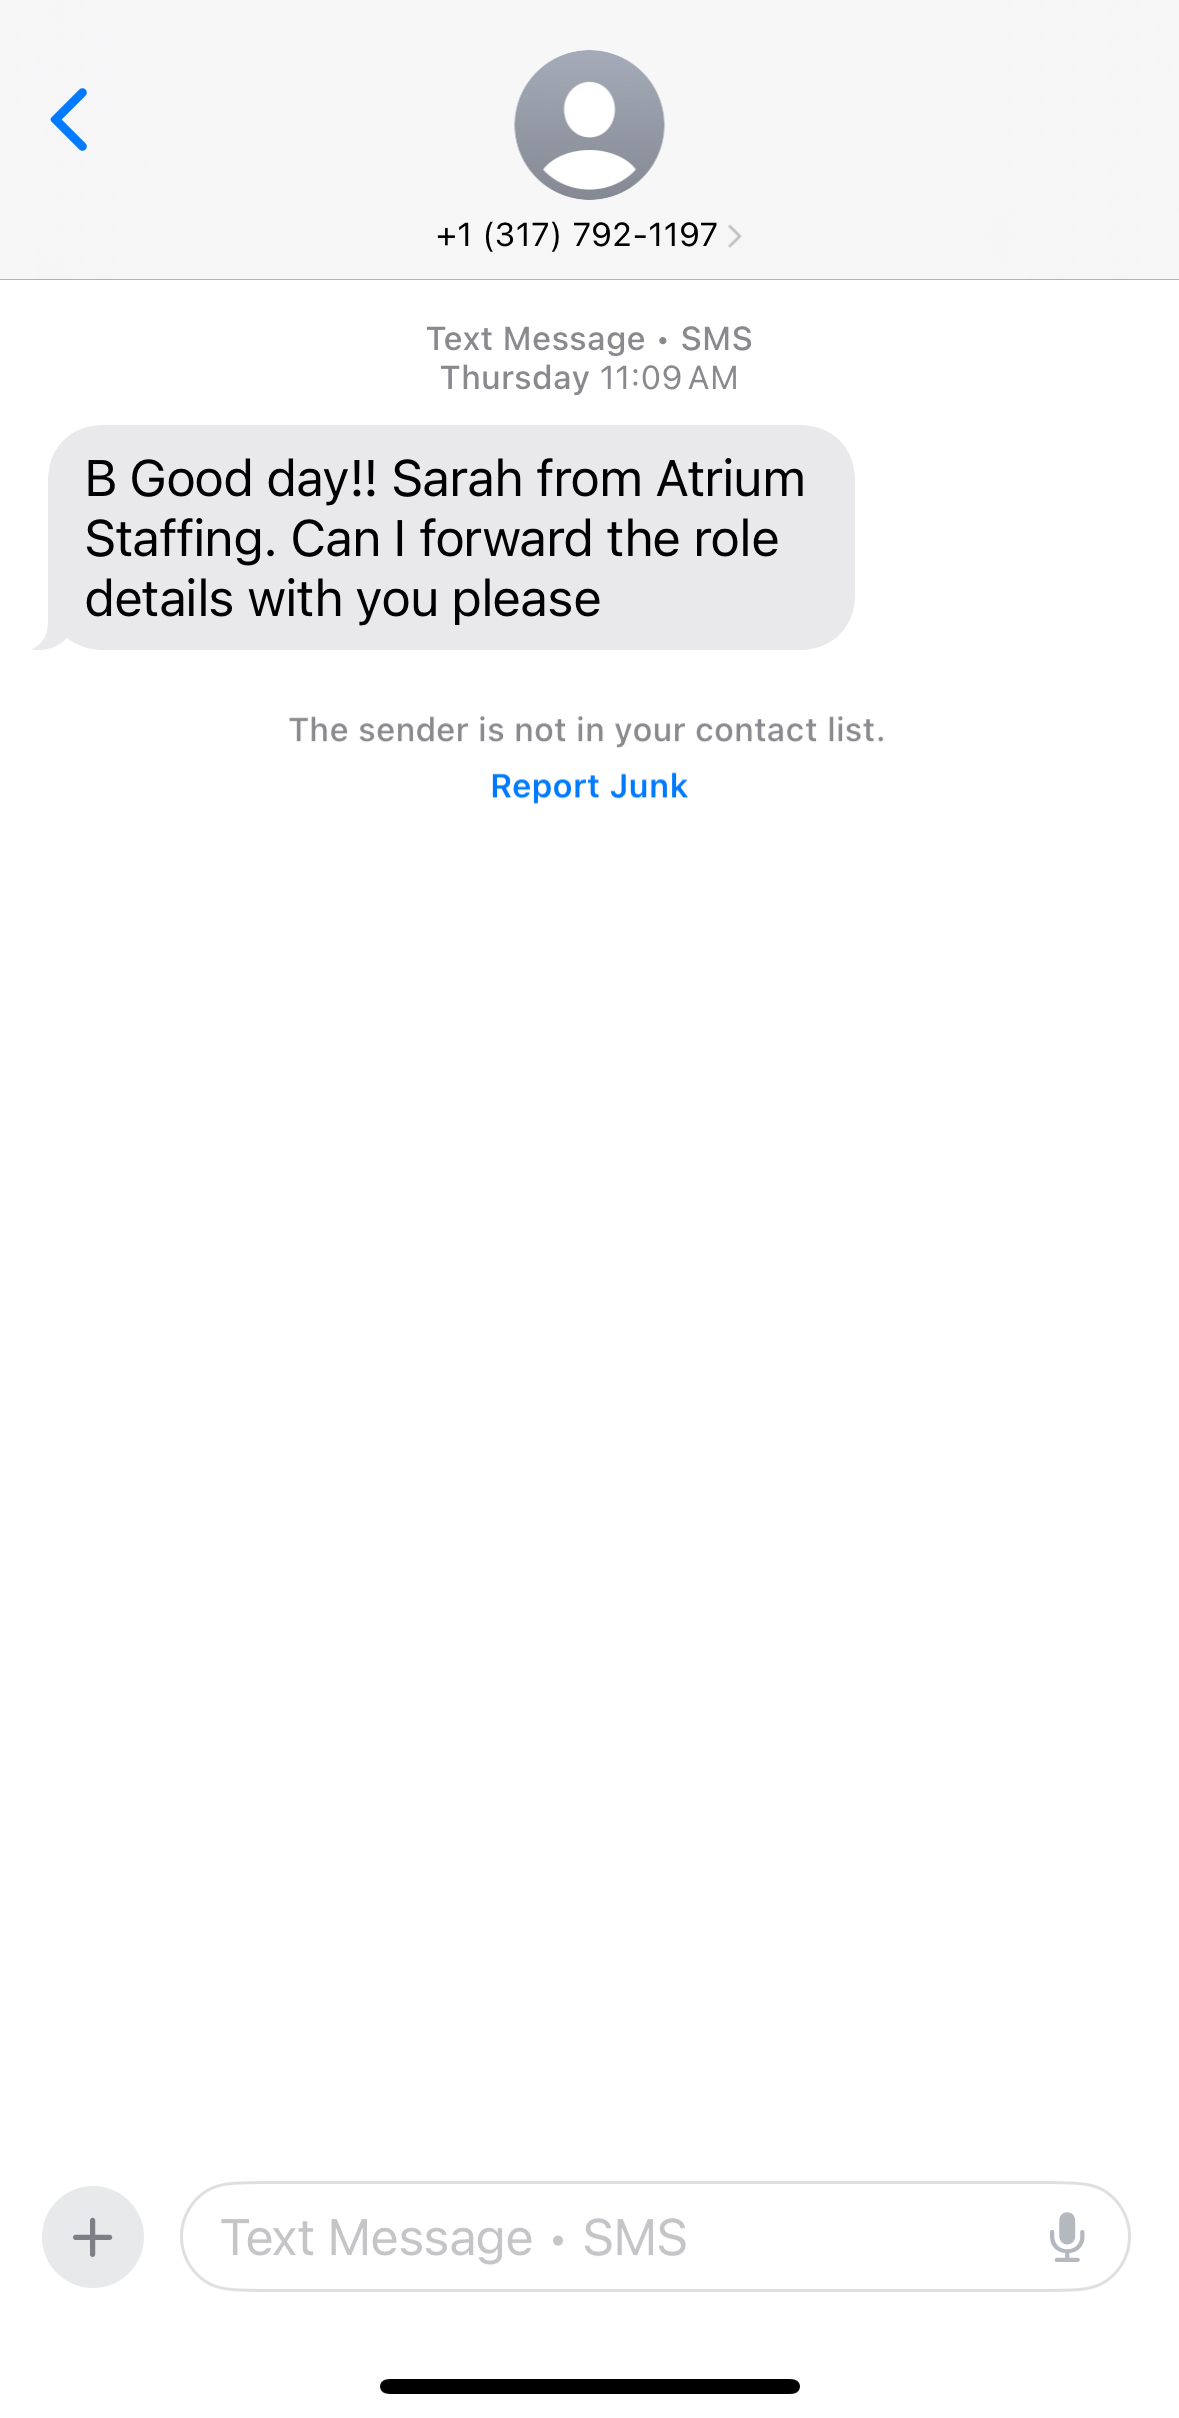 +1 (317) 792-1197
Text Message • SMS
Thursday 11:09 AM
B Good day!! Sarah from Atrium
Staffing. Can I forward the role
details with you please
The sender is not in your contact list.
Report Junk
Text Message • SMS